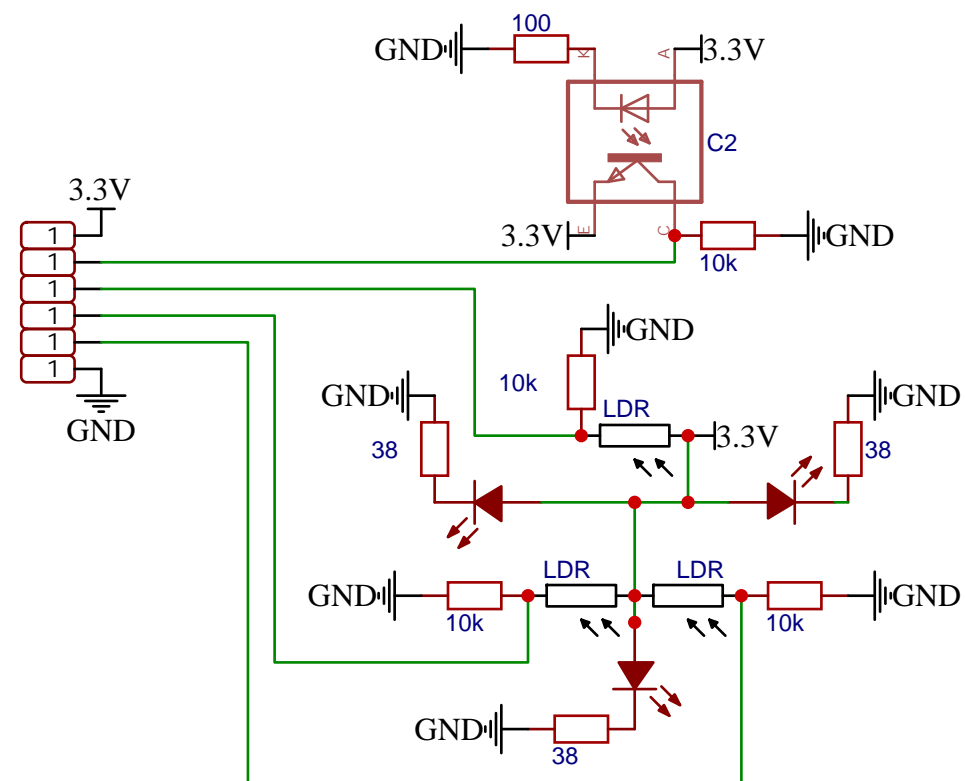 100
GND
K
A
3.3V
C2
3.3V
E
C
10k
GND
3.3V
1
1
1
1
1
1
GND
GND
10k
LDR
3.3V
GND
38
GND
38
LDR
LDR
GND
10k
10k
GND
GND
38